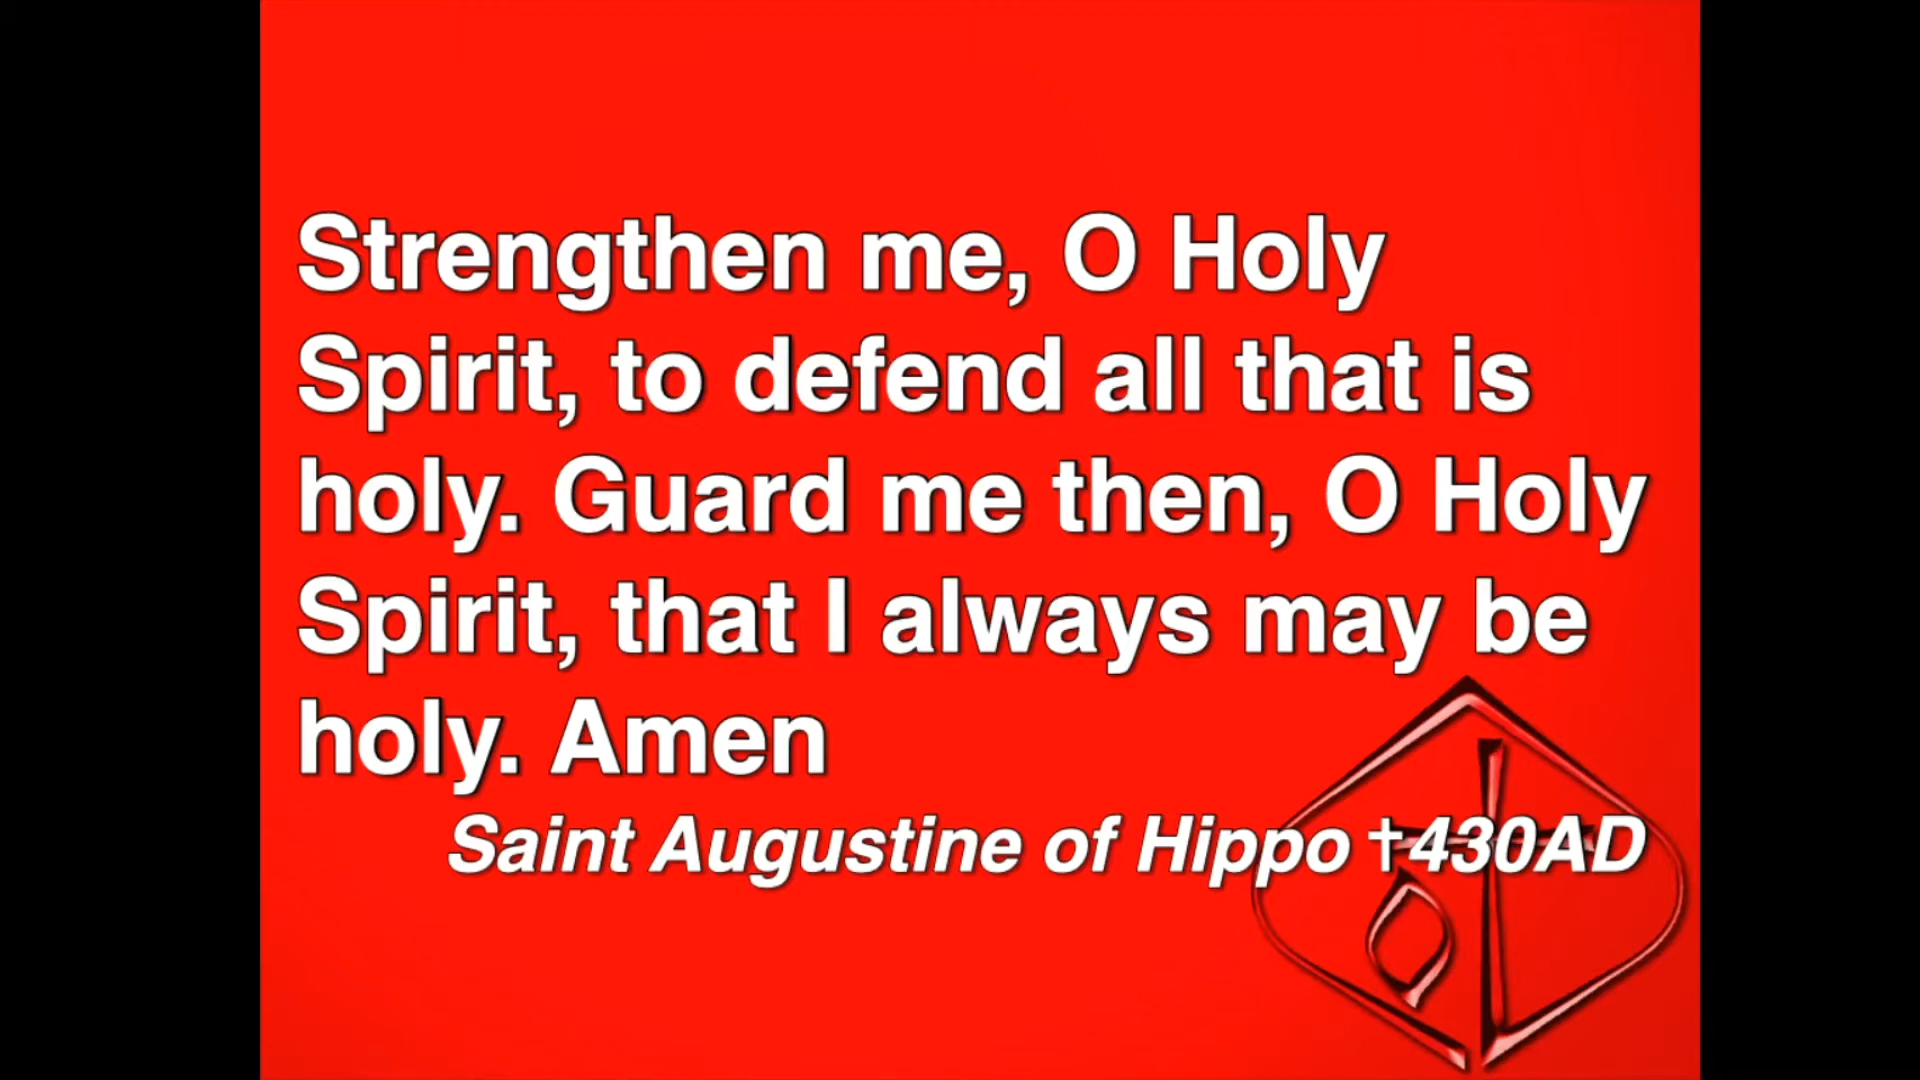 Strengthen me, O Holy
Spirit, to defend all that is
holy. Guard me then, O Holy
Spirit, that I always may be
holy. Amen
Saint Augustine of Hippo †430AD